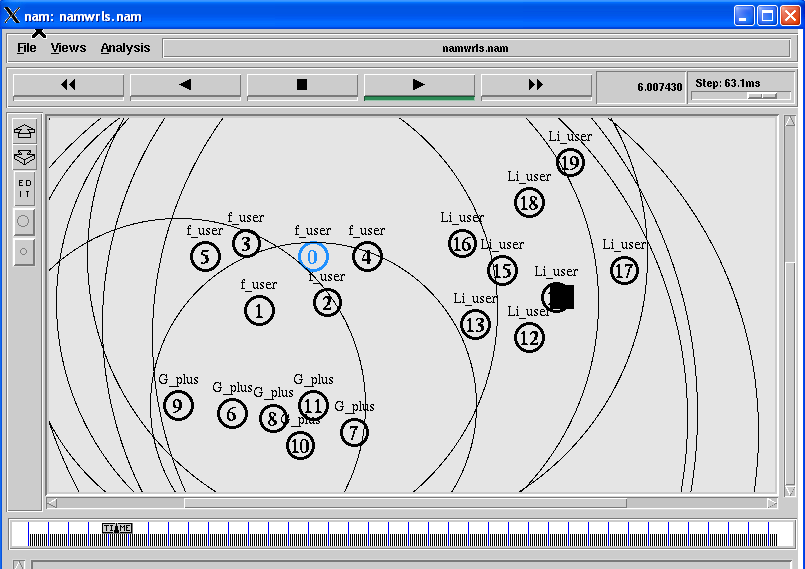 nam: namwrls.nam
File Views Analysis namwrls.nam
6.007430 Step: 63.1ms
E D
I T
Li_user
19
Li_user
18
f_user f_user f_user f_user Li_user Li_user Li_user
5 3 0 4 16 15 17
f_user f_user Li_user Li_user
1 2 13
Li_user
12
G_plus G_plus G_plus G_plus G_plus
9 6 8 11 7
10
TIME